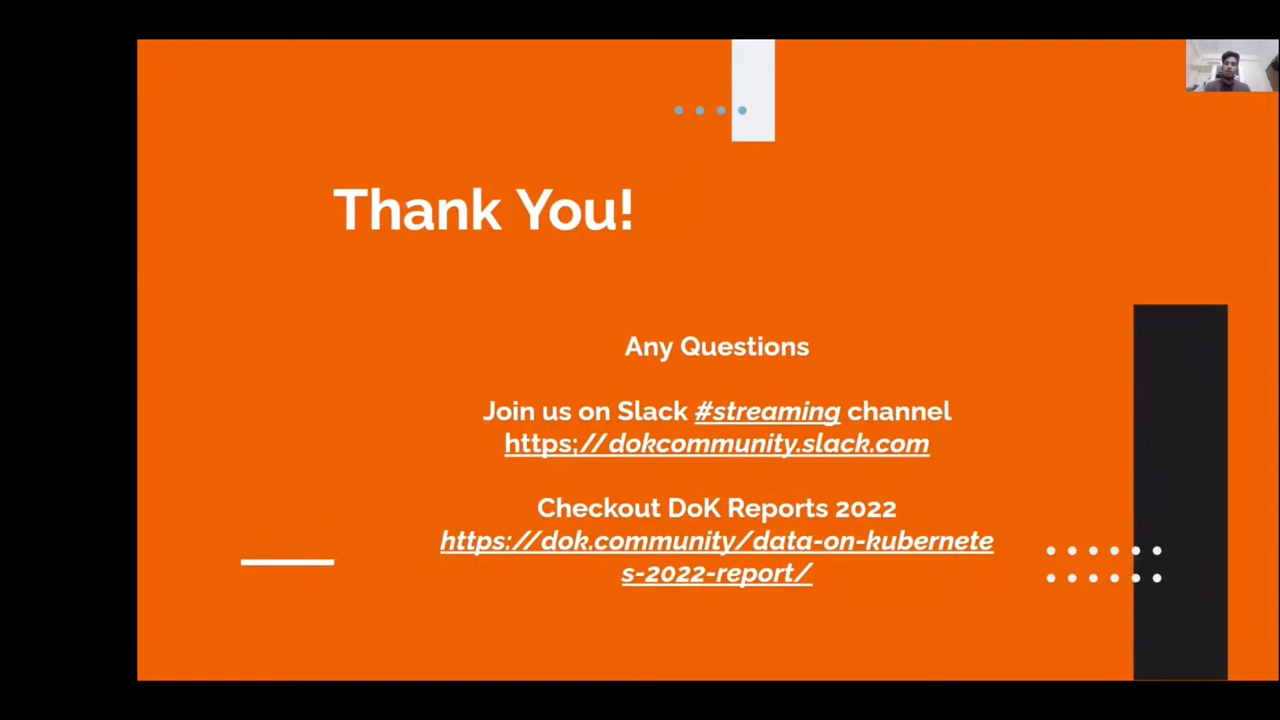 Thank You!
Any Questions
Join us on Slack #streaming channel
https;//dokcommunity.slack.com
Checkout DoK Reports 2022
https://dok.community/data-on-kubernete
s-2022-report/